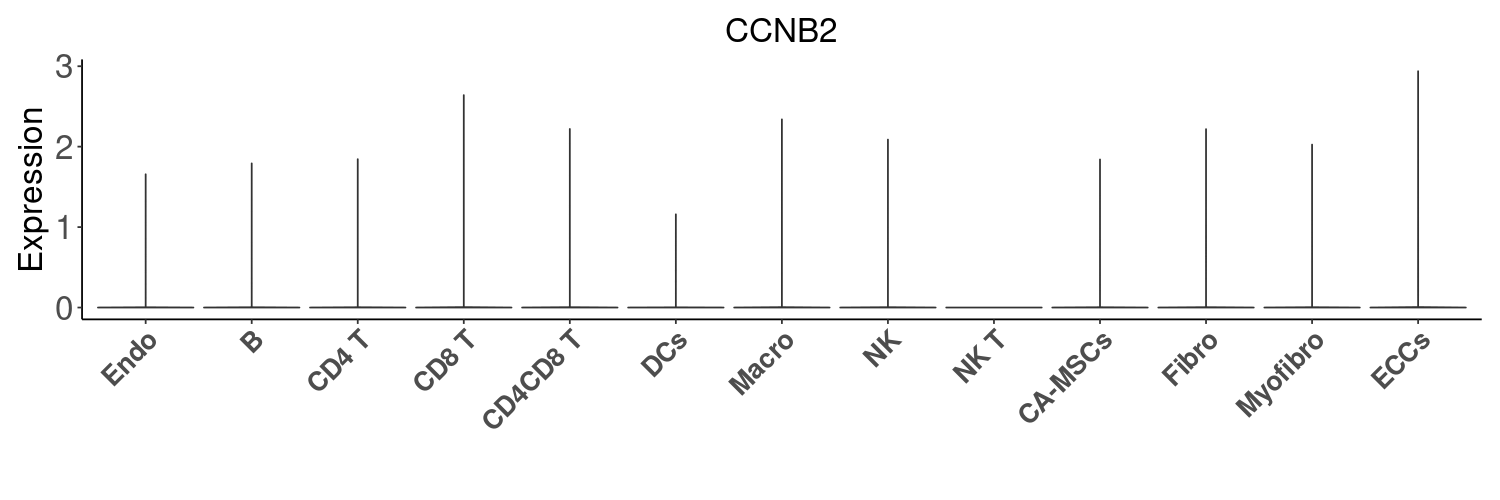 CCNB2
Expression
3
2
1
0
Endo
B
CD4 T
CD8 T
CD4CD8 T
DCs
Macro
NK
NK T
CA-MSCs
Fibro
Myofibro
ECCs